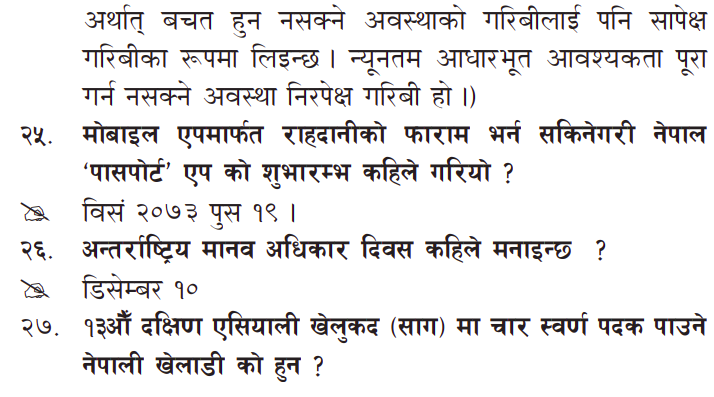 अर्थात् बचत हुन नसक्ने अवस्थाको गरिबीलाई पनि सापेक्ष
गरिबीका रूपमा लिइन्छ । न्यूनतम आधारभूत आवश्यकता पूरा
गर्न नसक्ने अवस्था निरपेक्ष गरिबी हो ।)
२५. मोबाइल एपमार्फत राहदानीको फाराम भर्न सकिनेगरी नेपाल
‘पासपोर्ट’ एप को शुभारम्भ कहिले गरियो ?
विसं २०७३ पुस १९ ।
२६. अन्तर्राष्ट्रिय मानव अधिकार दिवस कहिले मनाइन्छ ?
डिसेम्बर १०
२७. १३औँ दक्षिण एसियाली खेलुकद (साग) मा चार स्वर्ण पदक पाउने
नेपाली खेलाडी को हुन ?